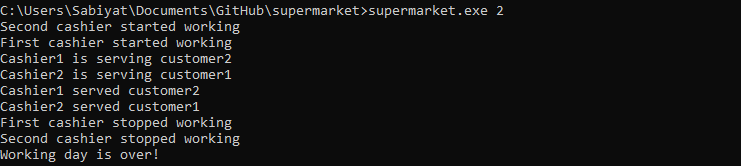 C:\Users\Sabiyat\Documents\GitHub\supermarket>supermarket.exe 2
Second cashier started working
First cashier started working
Cashier1 is serving customer2
Cashier2 is serving customer1
Cashier1 served customer2
Cashier2 served customer1
First cashier stopped working
Second cashier stopped working
Working day is over!